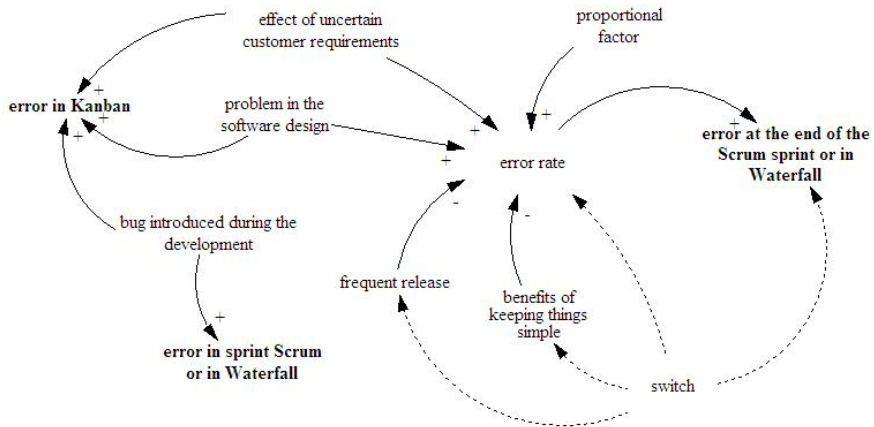 effect of uncertain
customer requirements
proportional
factor
+
error in Kanban
+
+
problem in the
software design
+
+
+
error at the end of the
Scrum sprint or in
Waterfall
+
error rate
-
-
bug introduced during the
development
frequent release
benefits of
keeping things
simple
+
error in sprint Scrum
or in Waterfall
switch
+